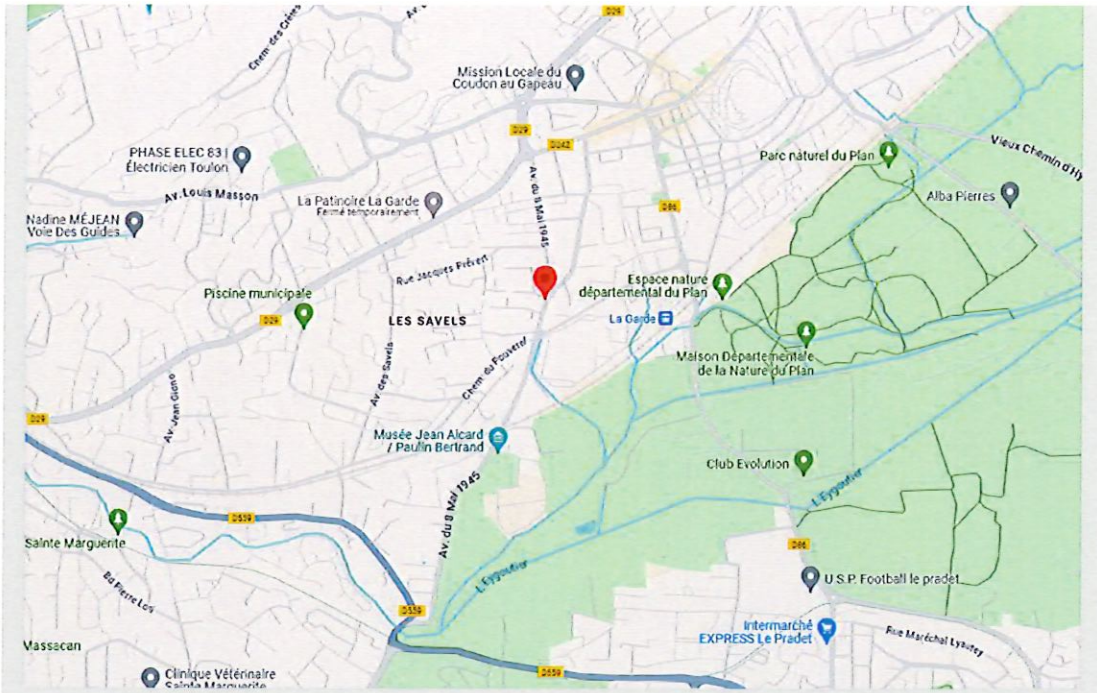 D29
Chem. des Crêtes
Mission Locale du
Coudon au Gapeau
D29
D042
PHASE ELEC 83 |
Électricien Toulon
Parc naturel du Plan
Vieux Chemin d'Hy
Av. Louis Masson
La Patinoire La Garde
Fermé temporairement
Alba Pierres
Nadine MÉJEAN
Voie Des Guides
Av. du 8 Mai 1945
D86
Rue Jacques Prévert
Espace nature
départemental du Plan
Piscine municipale
D29
LES SAVELS
La Garde
Maison Départementale
de la Nature du Plan
Chem. du Pouverel
Av. des Savels
Av. Jean Giono
D29
Musée Jean Aicard
/ Paulin Bertrand
Club Evolution
L'Eygoutier
Av. du 8 Mai 1945
D559
Sainte Marguerite
D86
L'Eygoutier
Bd Pierre Loti
U.S.P. Football le pradet
D559
Intermarché
EXPRESS Le Pradet
Rue Maréchal Lyautey
Massacan
Clinique Vétérinaire
Sainte Marguerite
D559